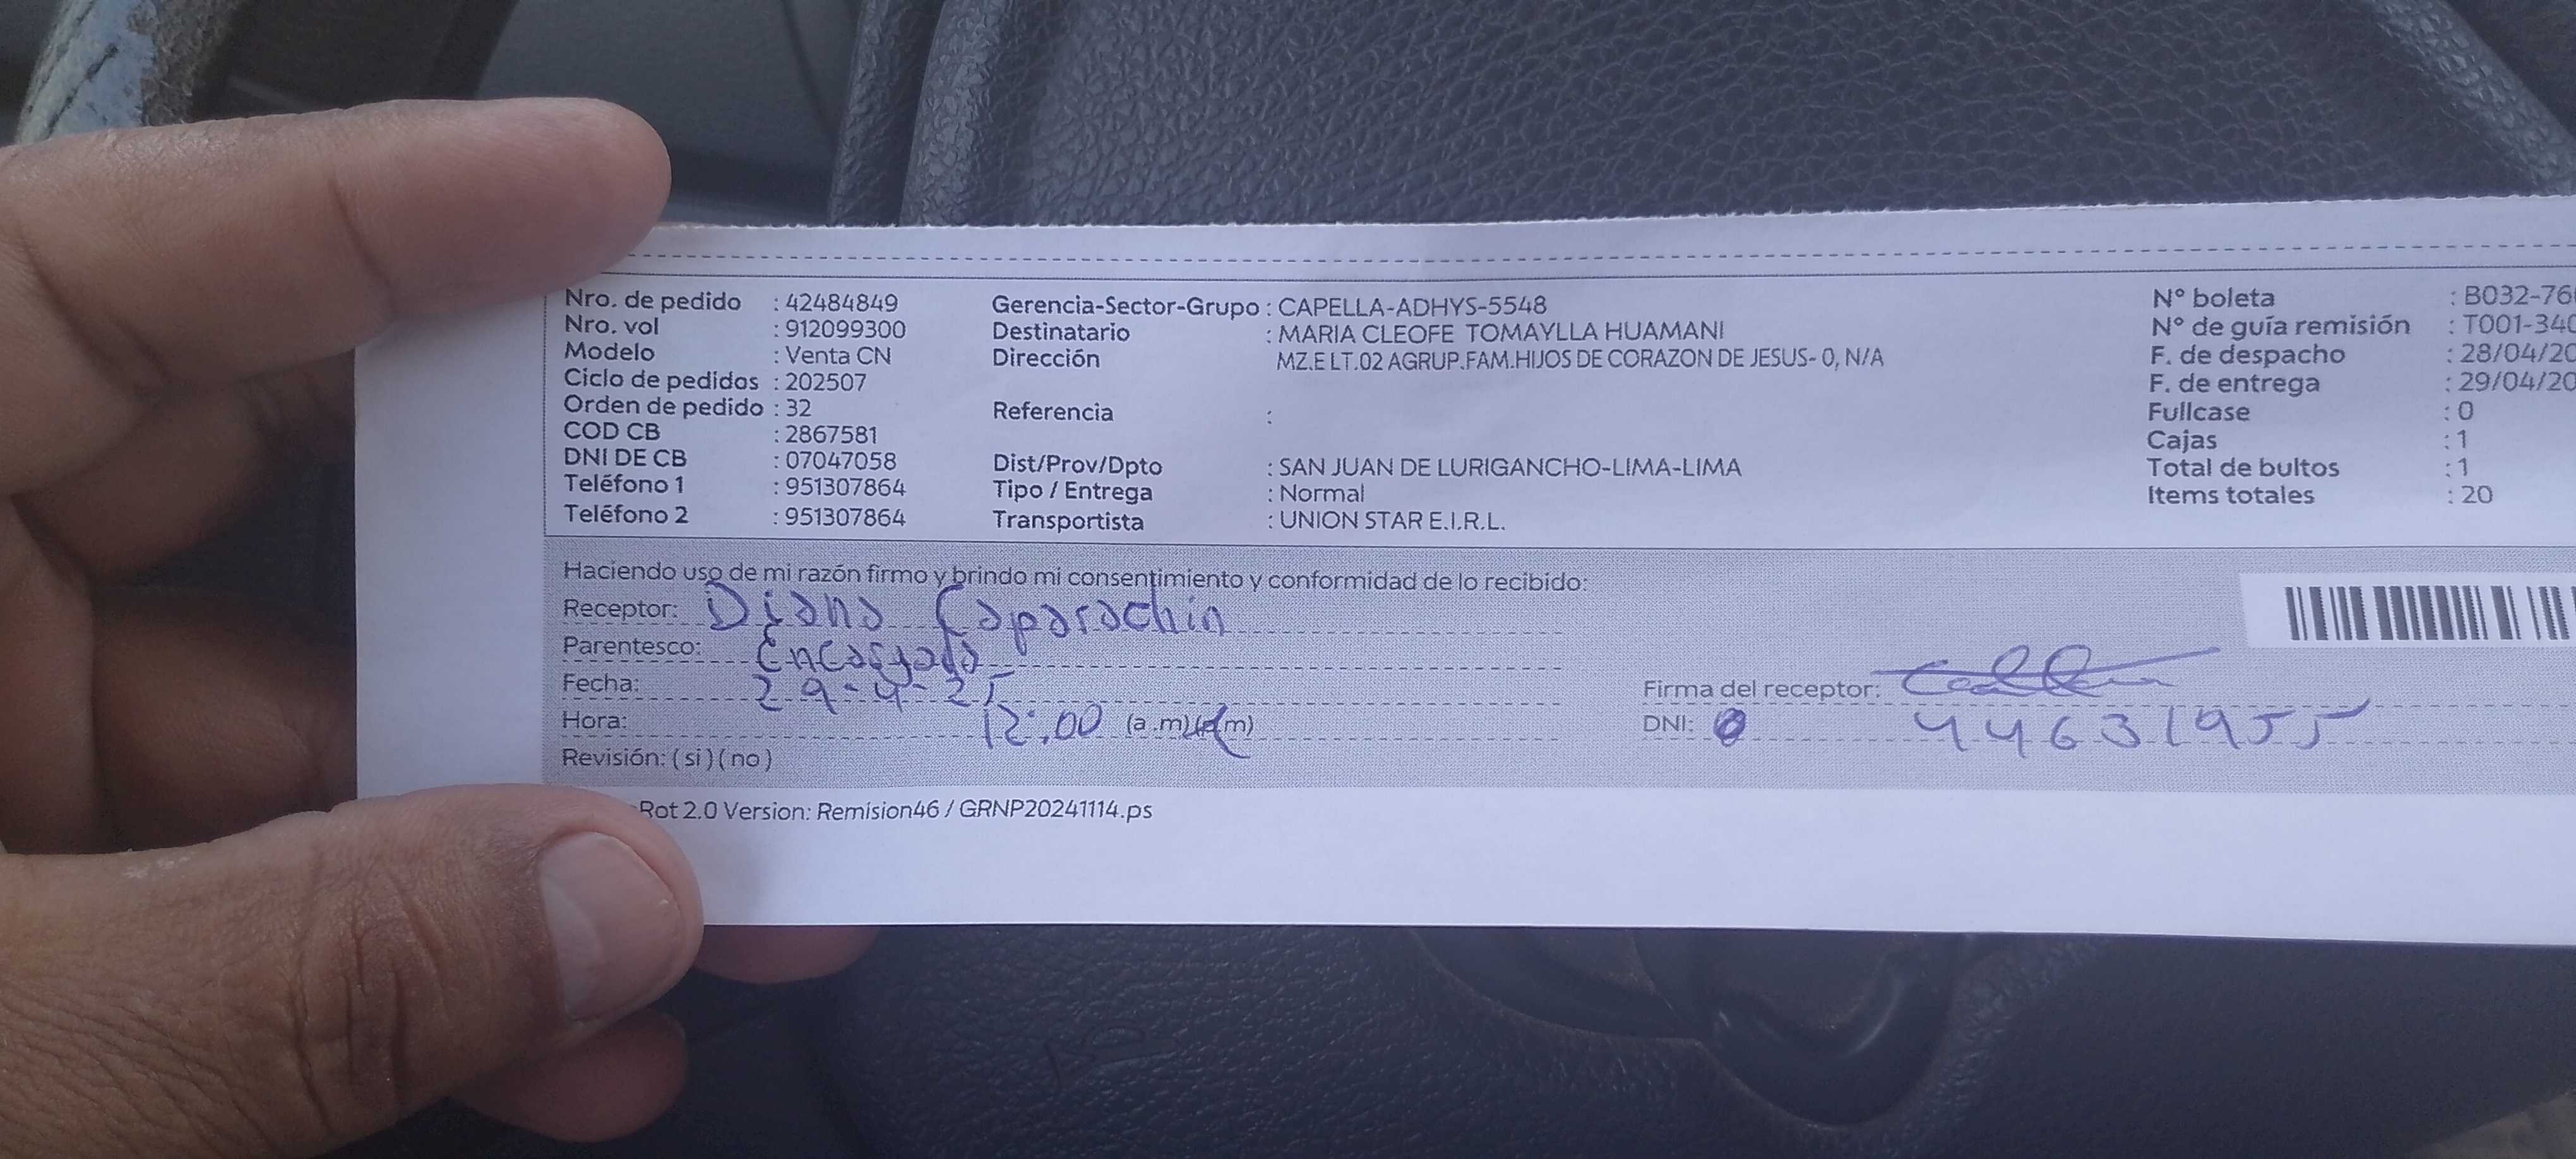 Nro. de pedido : 42484849
Nro. vol : 912099300
Modelo : Venta CN
Ciclo de pedidos : 202507
Orden de pedido : 32
COD CB : 2867581
DNI DE CB : 07047058
Teléfono 1 : 951307864
Teléfono 2 : 951307864
Gerencia-Sector-Grupo : CAPELLA-ADHYS-5548
Destinatario : MARIA CLEOFE TOMAYLLA HUAMANI
Dirección MZ.E LT.02 AGRUP.FAM.HIJOS DE CORAZON DE JESUS- 0, N/A
Referencia :
Dist/Prov/Dpto : SAN JUAN DE LURIGANCHO-LIMA-LIMA
Tipo / Entrega : Normal
Transportista : UNION STAR E.I.R.L.
N° boleta : B032-76
N° de guía remisión : T001-340
F. de despacho : 28/04/20
F. de entrega : 29/04/20
Fullcase : 0
Cajas : 1
Total de bultos : 1
Items totales : 20
Haciendo uso de mi razón firmo y brindo mi consentimiento y conformidad de lo recibido:
Receptor: Diana Caparachin
Parentesco: Encargada
Fecha: 29-4-25
Hora: 12:00 (a.m)(p.m)
Revisión: (si)(no)
Firma del receptor:
DNI: 44631955
Rot 2.0 Version: Remision46 / GRNP20241114.ps